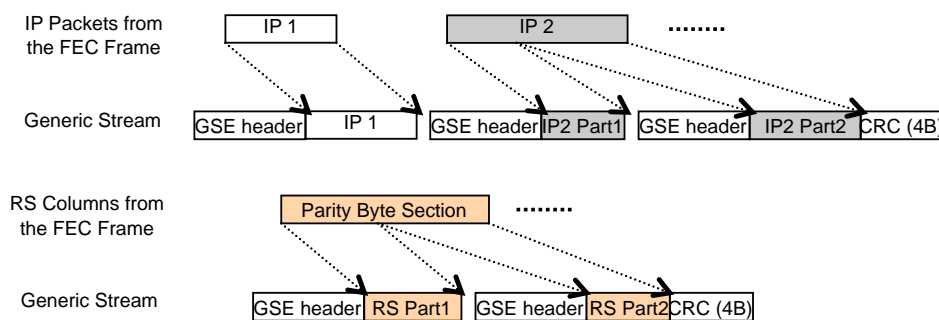 IP Packets from
the FEC Frame
IP 1
IP 2
Generic Stream
GSE header
IP 1
GSE header
IP2 Part1
GSE header
IP2 Part2
CRC (4B)
RS Columns from
the FEC Frame
Parity Byte Section
Generic Stream
GSE header
RS Part1
GSE header
RS Part2
CRC (4B)